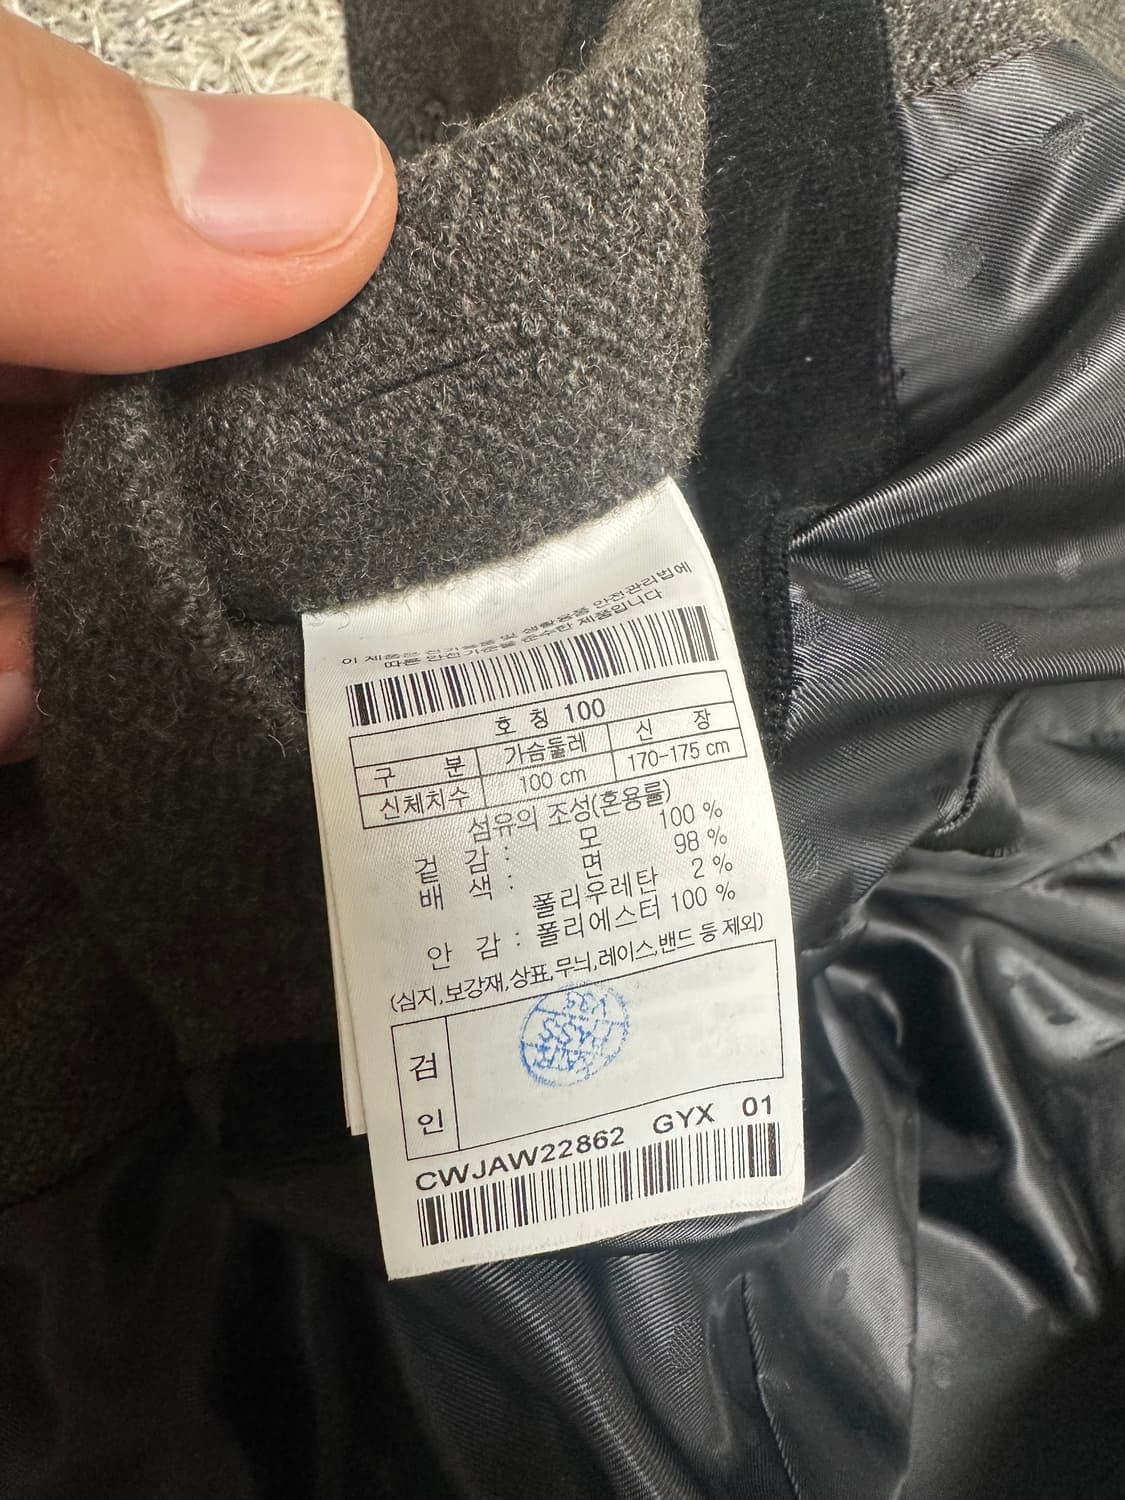 이 제품은 전기용품 및 생활용품 안전관리법에
따른 안전기준을 준수한 제품입니다
호 칭 100
구 분 가슴둘레 신 장
신체치수 100 cm 170-175 cm
섬유의 조성(혼용률)
겉 감 : 모 100 %
배 색 : 면 98 %
폴리우레탄 2 %
안 감 : 폴리에스터 100 %
(심지,보강재,상표,무늬,레이스,밴드 등 제외)
검
인
CWJAW22862 GYX 01